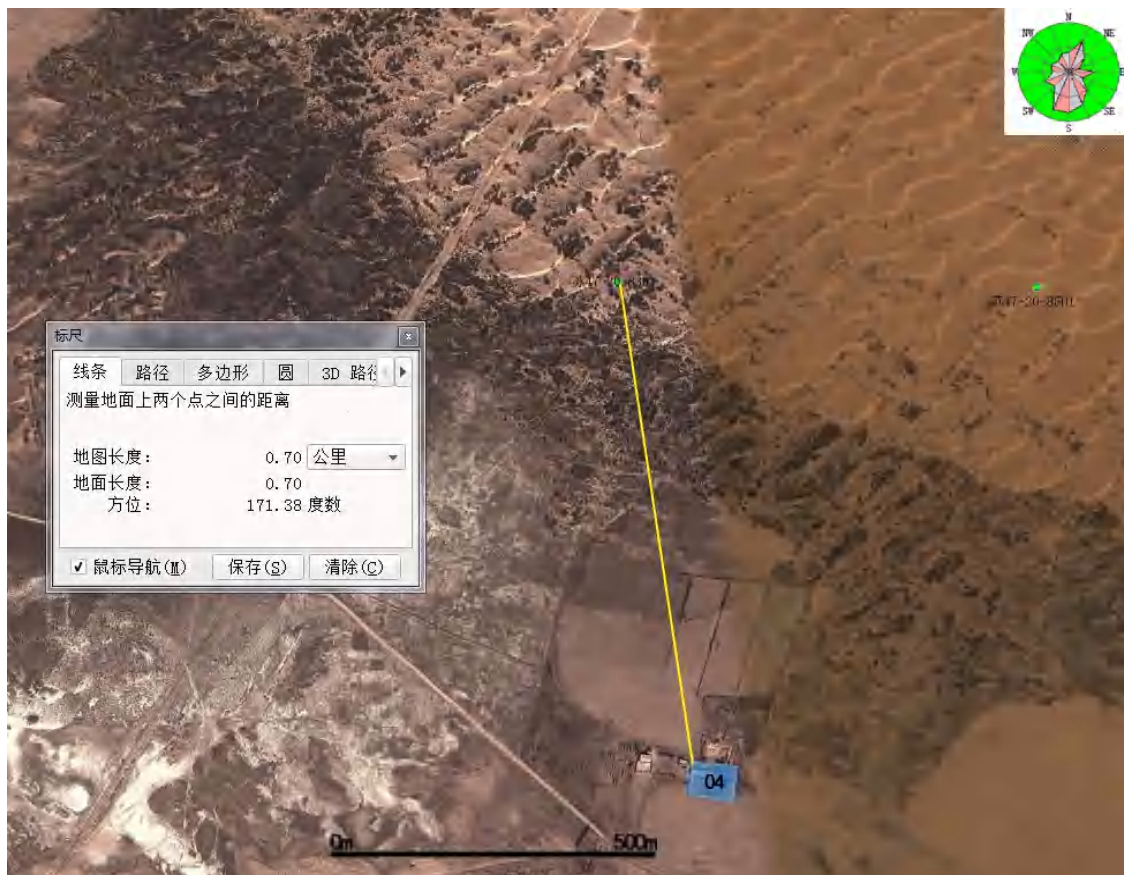 N
NW NE
W E
SW SE
S
标尺
线条 路径 多边形 圆 3D 路径
测量地面上两个点之间的距离
地图长度： 0.70 公里
地面长度： 0.70
方位： 171.38 度数
鼠标导航(M) 保存(S) 清除(C)
04
0m 500m